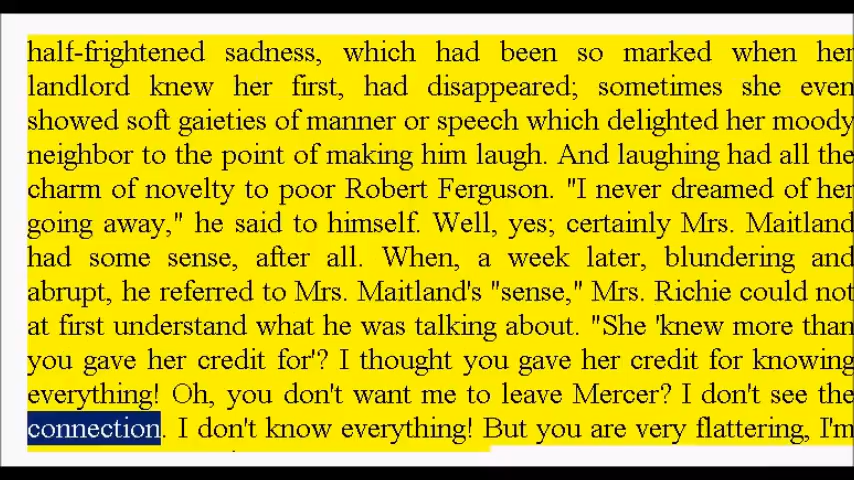 half-frightened sadness, which had been so marked when her
landlord knew her first, had disappeared; sometimes she even
showed soft gaieties of manner or speech which delighted her moody
neighbor to the point of making him laugh. And laughing had all the
charm of novelty to poor Robert Ferguson. "I never dreamed of her
going away," he said to himself. Well, yes; certainly Mrs. Maitland
had some sense, after all. When, a week later, blundering and
abrupt, he referred to Mrs. Maitland's "sense," Mrs. Richie could not
at first understand what he was talking about. "She 'knew more than
you gave her credit for'? I thought you gave her credit for knowing
everything! Oh, you don't want me to leave Mercer? I don't see the
connection. I don't know everything! But you are very flattering, I'm